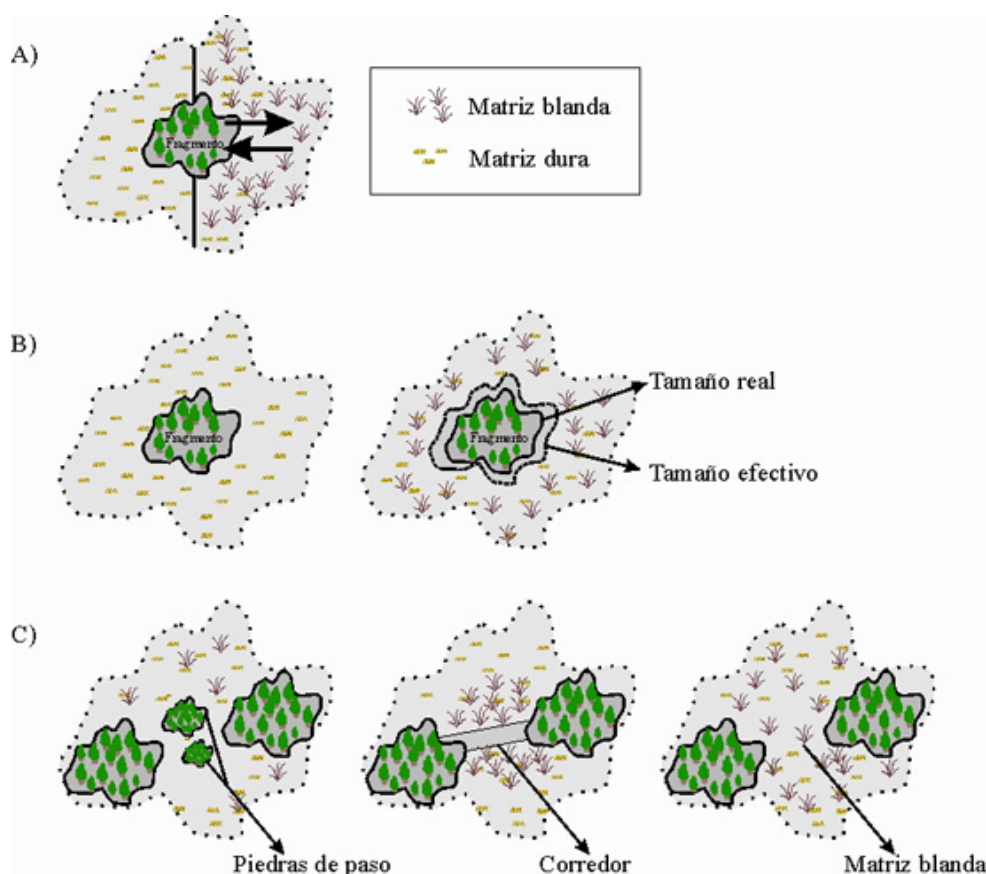 A)
Fragmento
Matriz blanda
Matriz dura
B)
Fragmento
Fragmento
Tamaño real
Tamaño efectivo
C)
Piedras de paso
Corredor
Matriz blanda